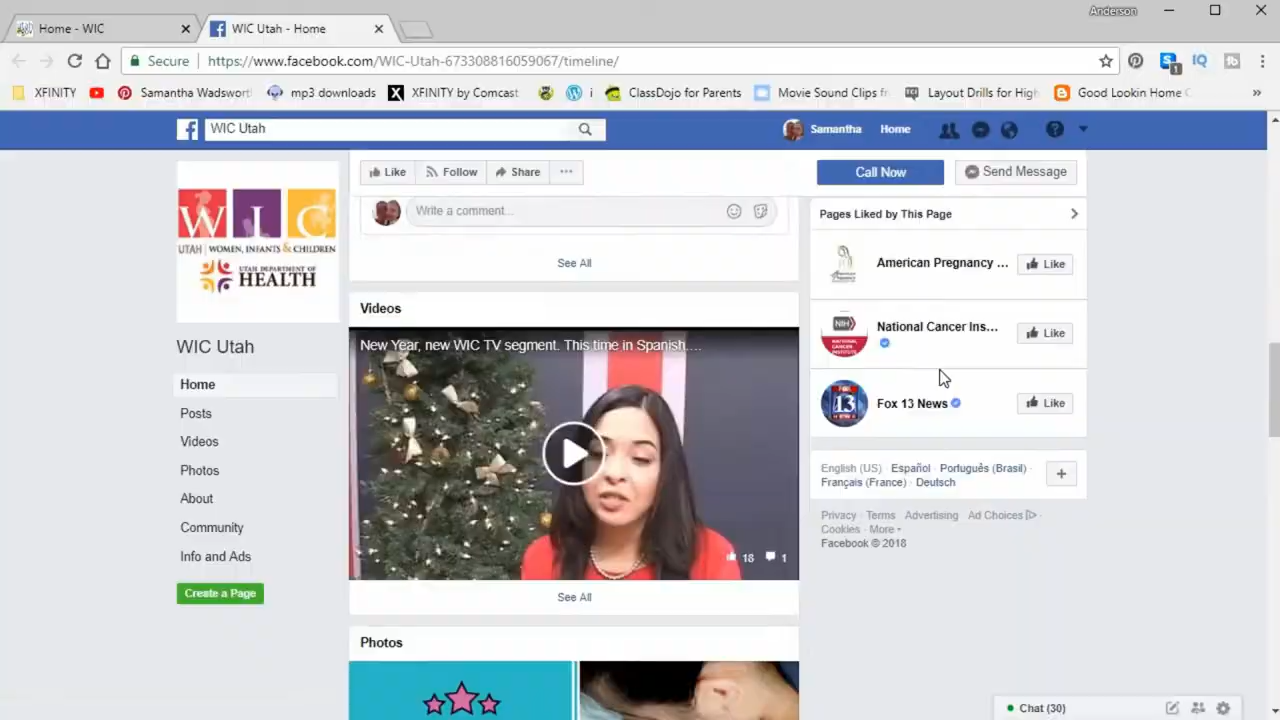 Anderson
Home - WIC
WIC Utah - Home
Secure
https://www.facebook.com/WIC-Utah-673308816059067/timeline/
1
XFINITY
Samantha Wadswort
mp3 downloads
X
XFINITY by Comcast
i
ClassDojo for Parents
Movie Sound Clips fr
Layout Drills for High
Good Lookin Home C
»
WIC Utah
Samantha
Home
Like
Follow
Share
...
Call Now
Send Message
WIC
UTAH | WOMEN, INFANTS & CHILDREN
UTAH DEPARTMENT OF
HEALTH
WIC Utah
Home
Posts
Videos
Photos
About
Community
Info and Ads
Create a Page
Write a comment...
See All
Videos
New Year, new WIC TV segment. This time in Spanish....
18
1
See All
Photos
Pages Liked by This Page
American Pregnancy ...
Like
NIH
NATIONAL
CANCER
INSTITUTE
National Cancer Ins...
Like
13
Fox 13 News
Like
English (US) · Español · Português (Brasil) ·
Français (France) · Deutsch
+
Privacy · Terms · Advertising · Ad Choices ·
Cookies · More
Facebook © 2018
Chat (30)